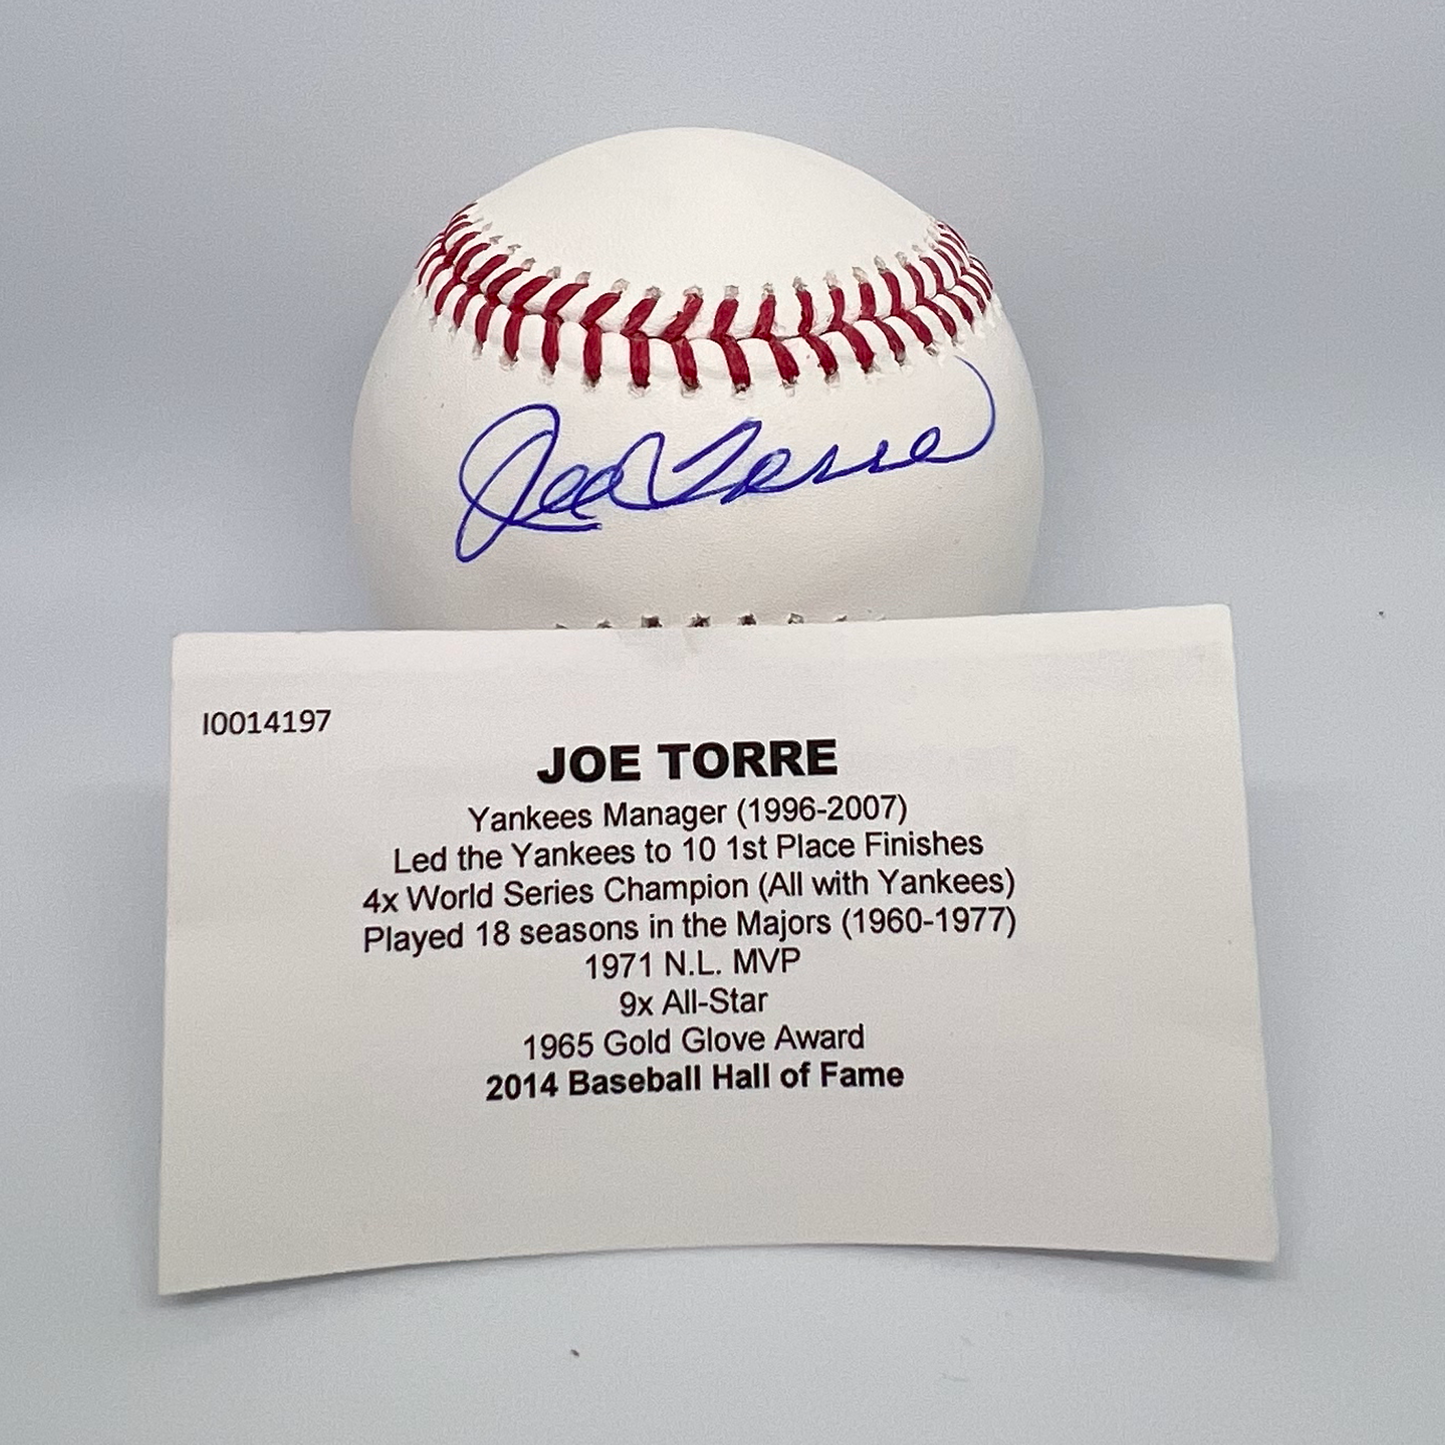 Joe Torre
I0014197
JOE TORRE
Yankees Manager (1996-2007)
Led the Yankees to 10 1st Place Finishes
4x World Series Champion (All with Yankees)
Played 18 seasons in the Majors (1960-1977)
1971 N.L. MVP
9x All-Star
1965 Gold Glove Award
2014 Baseball Hall of Fame